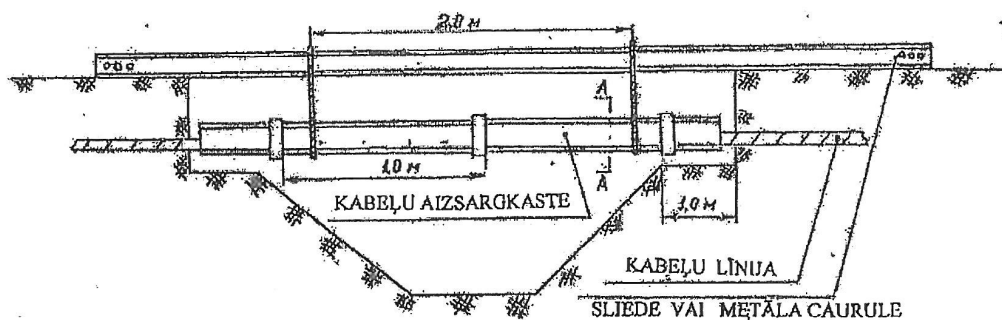 2,0 м
А
1,0 м
А
KABEĻU AIZSARGKASTE
1,0 м
KABEĻU LĪNIJA
SLIEDE VAI METĀLA CAURULE